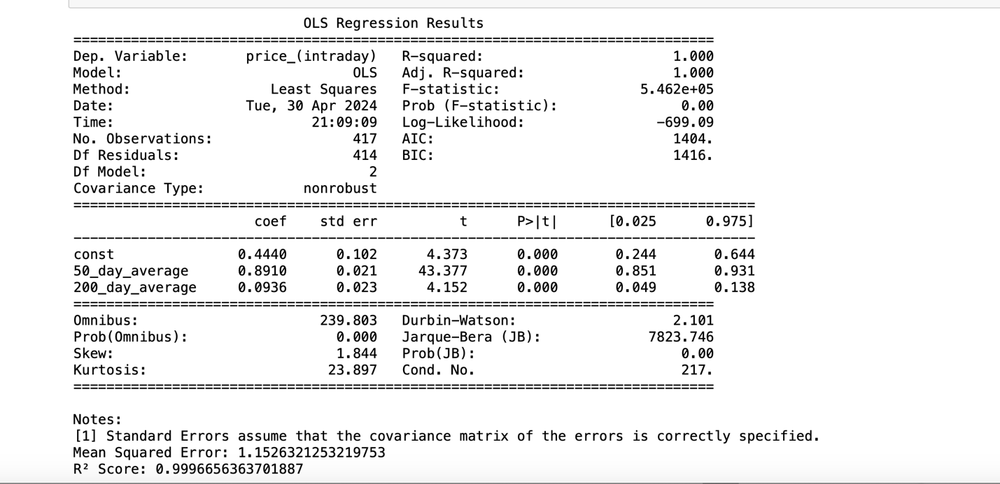 OLS Regression Results
==============================================================================
Dep. Variable:       price_(intraday)   R-squared:                       1.000
Model:                            OLS   Adj. R-squared:                  1.000
Method:                 Least Squares   F-statistic:                 5.462e+05
Date:                Tue, 30 Apr 2024   Prob (F-statistic):               0.00
Time:                        21:09:09   Log-Likelihood:                -699.09
No. Observations:                 417   AIC:                             1404.
Df Residuals:                     414   BIC:                             1416.
Df Model:                           2
Covariance Type:            nonrobust
===================================================================================
                      coef    std err          t      P>|t|      [0.025      0.975]
-----------------------------------------------------------------------------------
const               0.4440      0.102      4.373      0.000       0.244       0.644
50_day_average      0.8910      0.021     43.377      0.000       0.851       0.931
200_day_average     0.0936      0.023      4.152      0.000       0.049       0.138
==============================================================================
Omnibus:                      239.803   Durbin-Watson:                   2.101
Prob(Omnibus):                  0.000   Jarque-Bera (JB):             7823.746
Skew:                           1.844   Prob(JB):                         0.00
Kurtosis:                      23.897   Cond. No.                         217.
==============================================================================
Notes:
[1] Standard Errors assume that the covariance matrix of the errors is correctly specified.
Mean Squared Error: 1.1526321253219753
R² Score: 0.9996656363701887